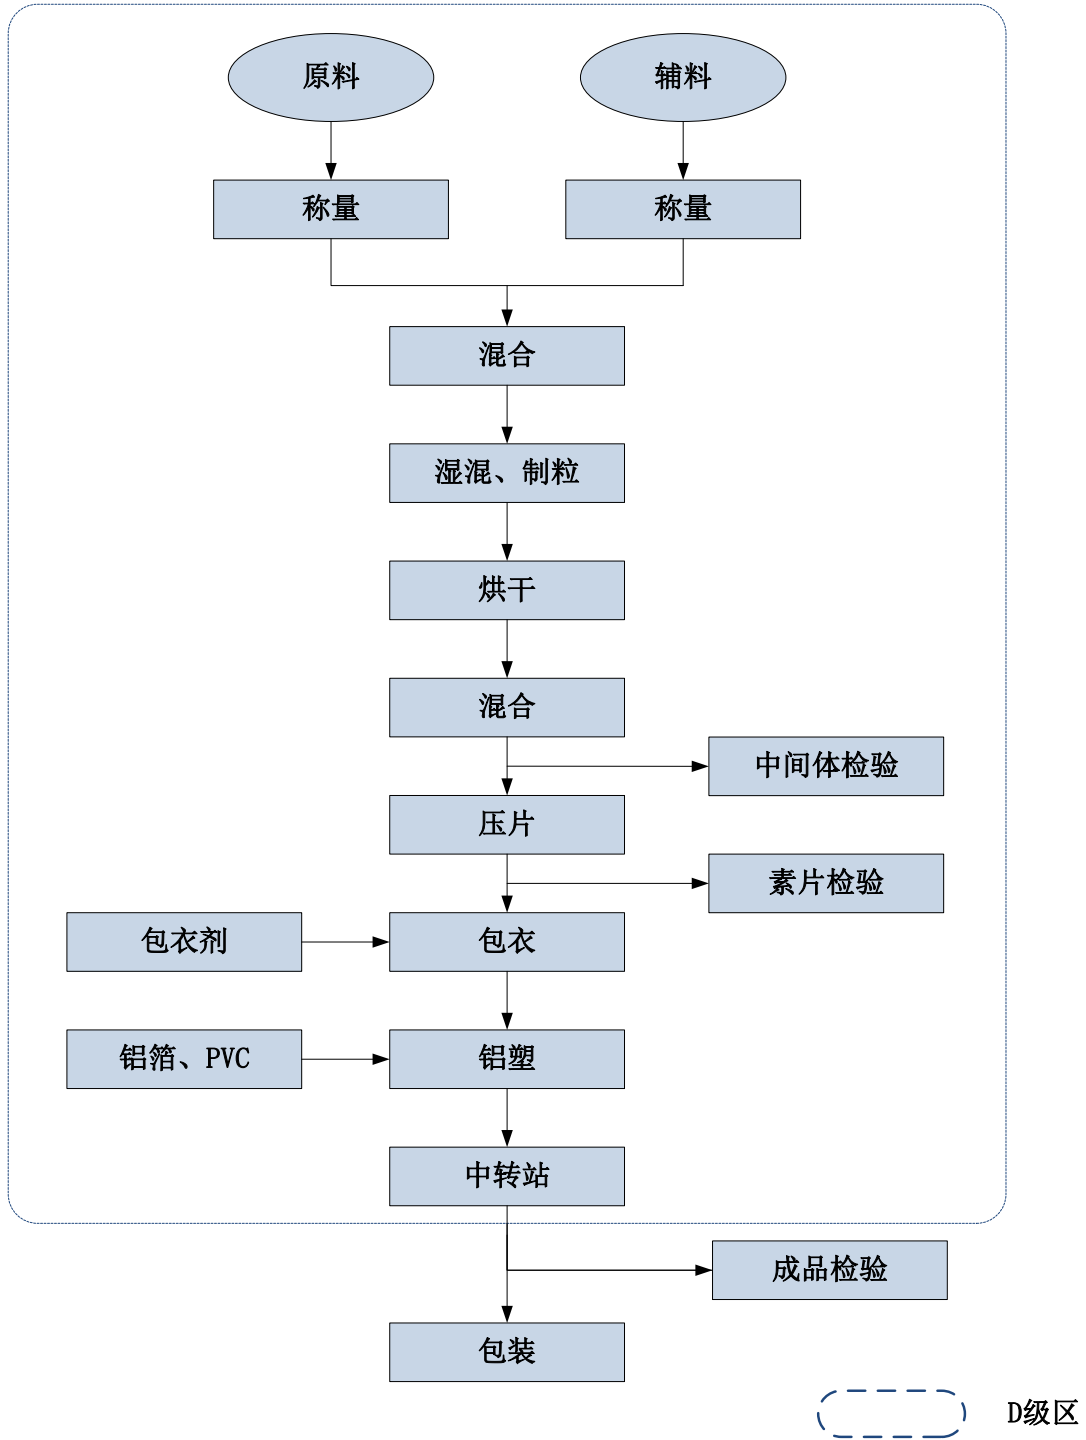 原料
辅料
称量
称量
混合
湿混、制粒
烘干
混合
中间体检验
压片
素片检验
包衣剂
包衣
铝箔、PVC
铝塑
中转站
成品检验
包装
D级区